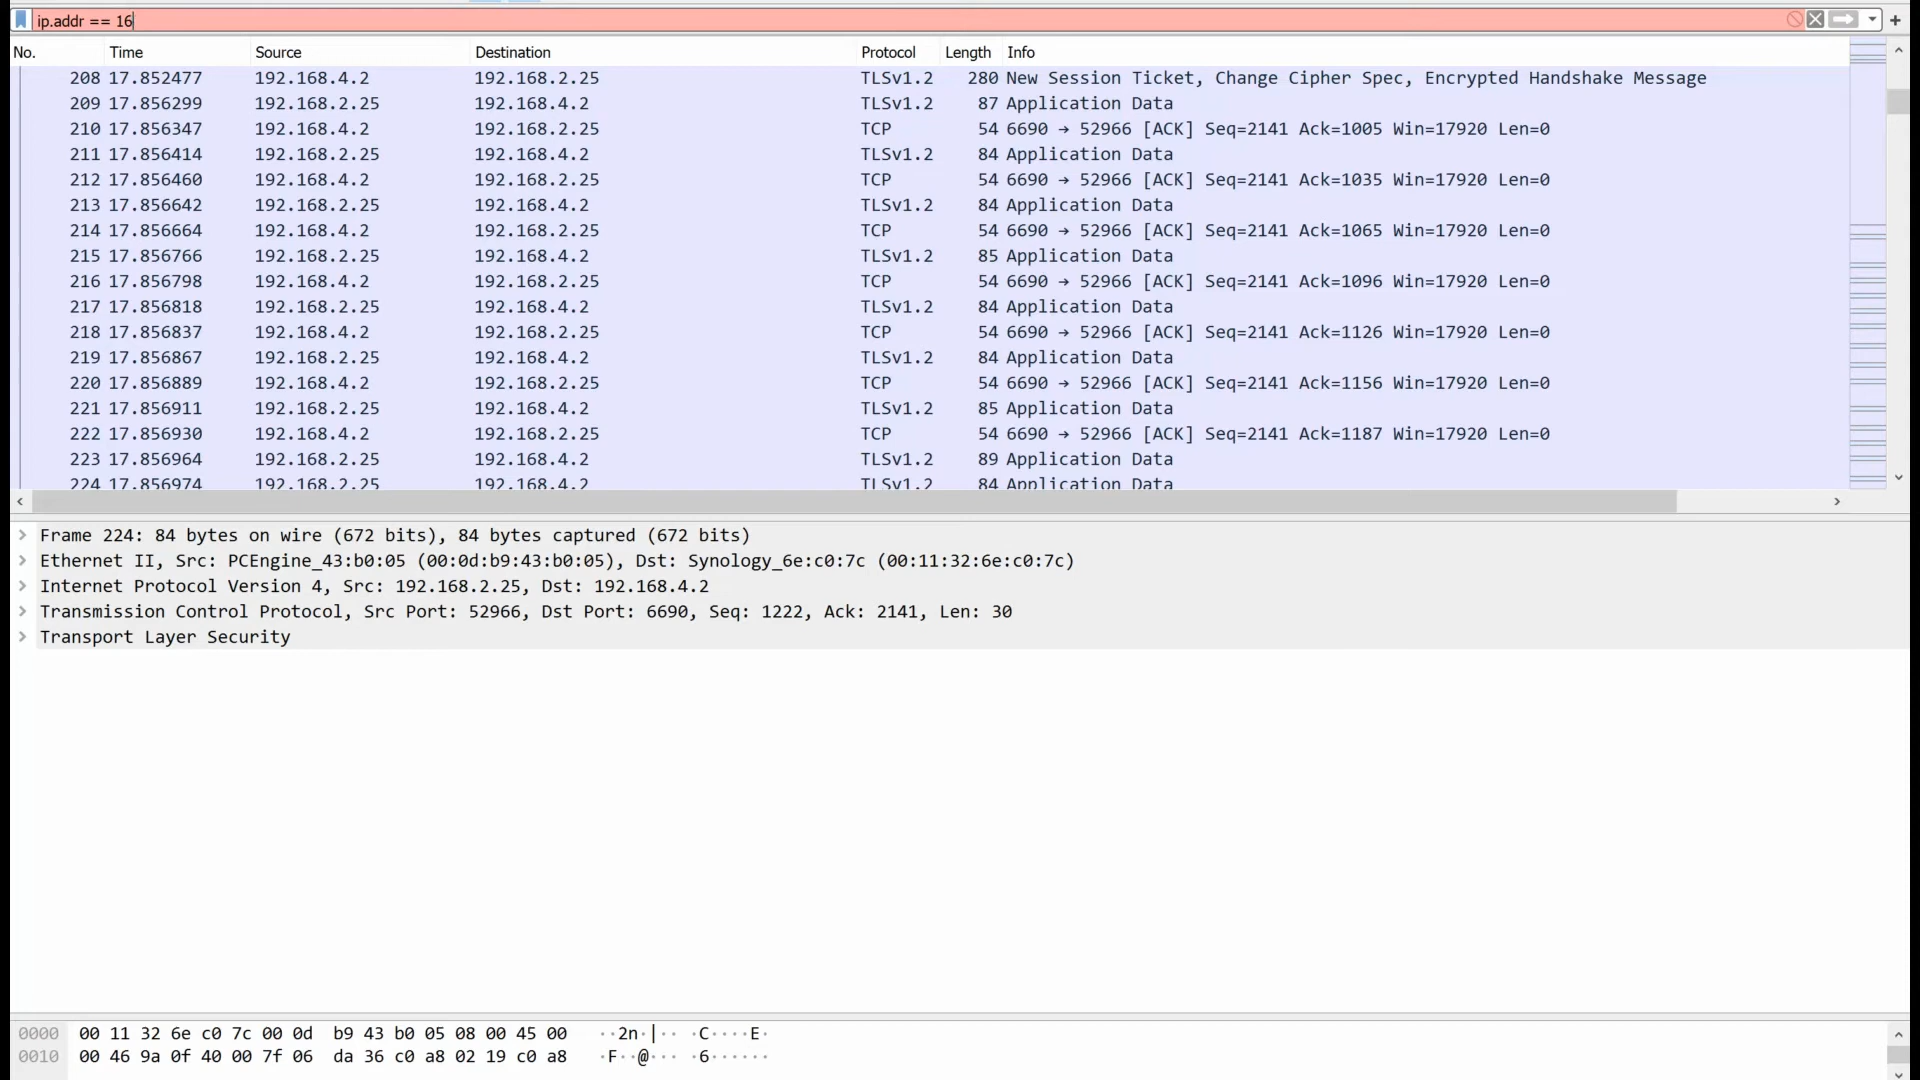 ip.addr == 16
No. Time Source Destination Protocol Length Info
208 17.852477 192.168.4.2 192.168.2.25 TLSv1.2 280 New Session Ticket, Change Cipher Spec, Encrypted Handshake Message
209 17.856299 192.168.2.25 192.168.4.2 TLSv1.2 87 Application Data
210 17.856347 192.168.4.2 192.168.2.25 TCP 54 6690 → 52966 [ACK] Seq=2141 Ack=1005 Win=17920 Len=0
211 17.856414 192.168.2.25 192.168.4.2 TLSv1.2 84 Application Data
212 17.856460 192.168.4.2 192.168.2.25 TCP 54 6690 → 52966 [ACK] Seq=2141 Ack=1035 Win=17920 Len=0
213 17.856642 192.168.2.25 192.168.4.2 TLSv1.2 84 Application Data
214 17.856664 192.168.4.2 192.168.2.25 TCP 54 6690 → 52966 [ACK] Seq=2141 Ack=1065 Win=17920 Len=0
215 17.856766 192.168.2.25 192.168.4.2 TLSv1.2 85 Application Data
216 17.856798 192.168.4.2 192.168.2.25 TCP 54 6690 → 52966 [ACK] Seq=2141 Ack=1096 Win=17920 Len=0
217 17.856818 192.168.2.25 192.168.4.2 TLSv1.2 84 Application Data
218 17.856837 192.168.4.2 192.168.2.25 TCP 54 6690 → 52966 [ACK] Seq=2141 Ack=1126 Win=17920 Len=0
219 17.856867 192.168.2.25 192.168.4.2 TLSv1.2 84 Application Data
220 17.856889 192.168.4.2 192.168.2.25 TCP 54 6690 → 52966 [ACK] Seq=2141 Ack=1156 Win=17920 Len=0
221 17.856911 192.168.2.25 192.168.4.2 TLSv1.2 85 Application Data
222 17.856930 192.168.4.2 192.168.2.25 TCP 54 6690 → 52966 [ACK] Seq=2141 Ack=1187 Win=17920 Len=0
223 17.856964 192.168.2.25 192.168.4.2 TLSv1.2 89 Application Data
224 17.856974 192.168.2.25 192.168.4.2 TLSv1.2 84 Application Data
Frame 224: 84 bytes on wire (672 bits), 84 bytes captured (672 bits)
Ethernet II, Src: PCEngine_43:b0:05 (00:0d:b9:43:b0:05), Dst: Synology_6e:c0:7c (00:11:32:6e:c0:7c)
Internet Protocol Version 4, Src: 192.168.2.25, Dst: 192.168.4.2
Transmission Control Protocol, Src Port: 52966, Dst Port: 6690, Seq: 1222, Ack: 2141, Len: 30
Transport Layer Security
0000 00 11 32 6e c0 7c 00 0d b9 43 b0 05 08 00 45 00 ··2n·|·· ·C····E·
0010 00 46 9a 0f 40 00 7f 06 da 36 c0 a8 02 19 c0 a8 ·F··@··· ·6······